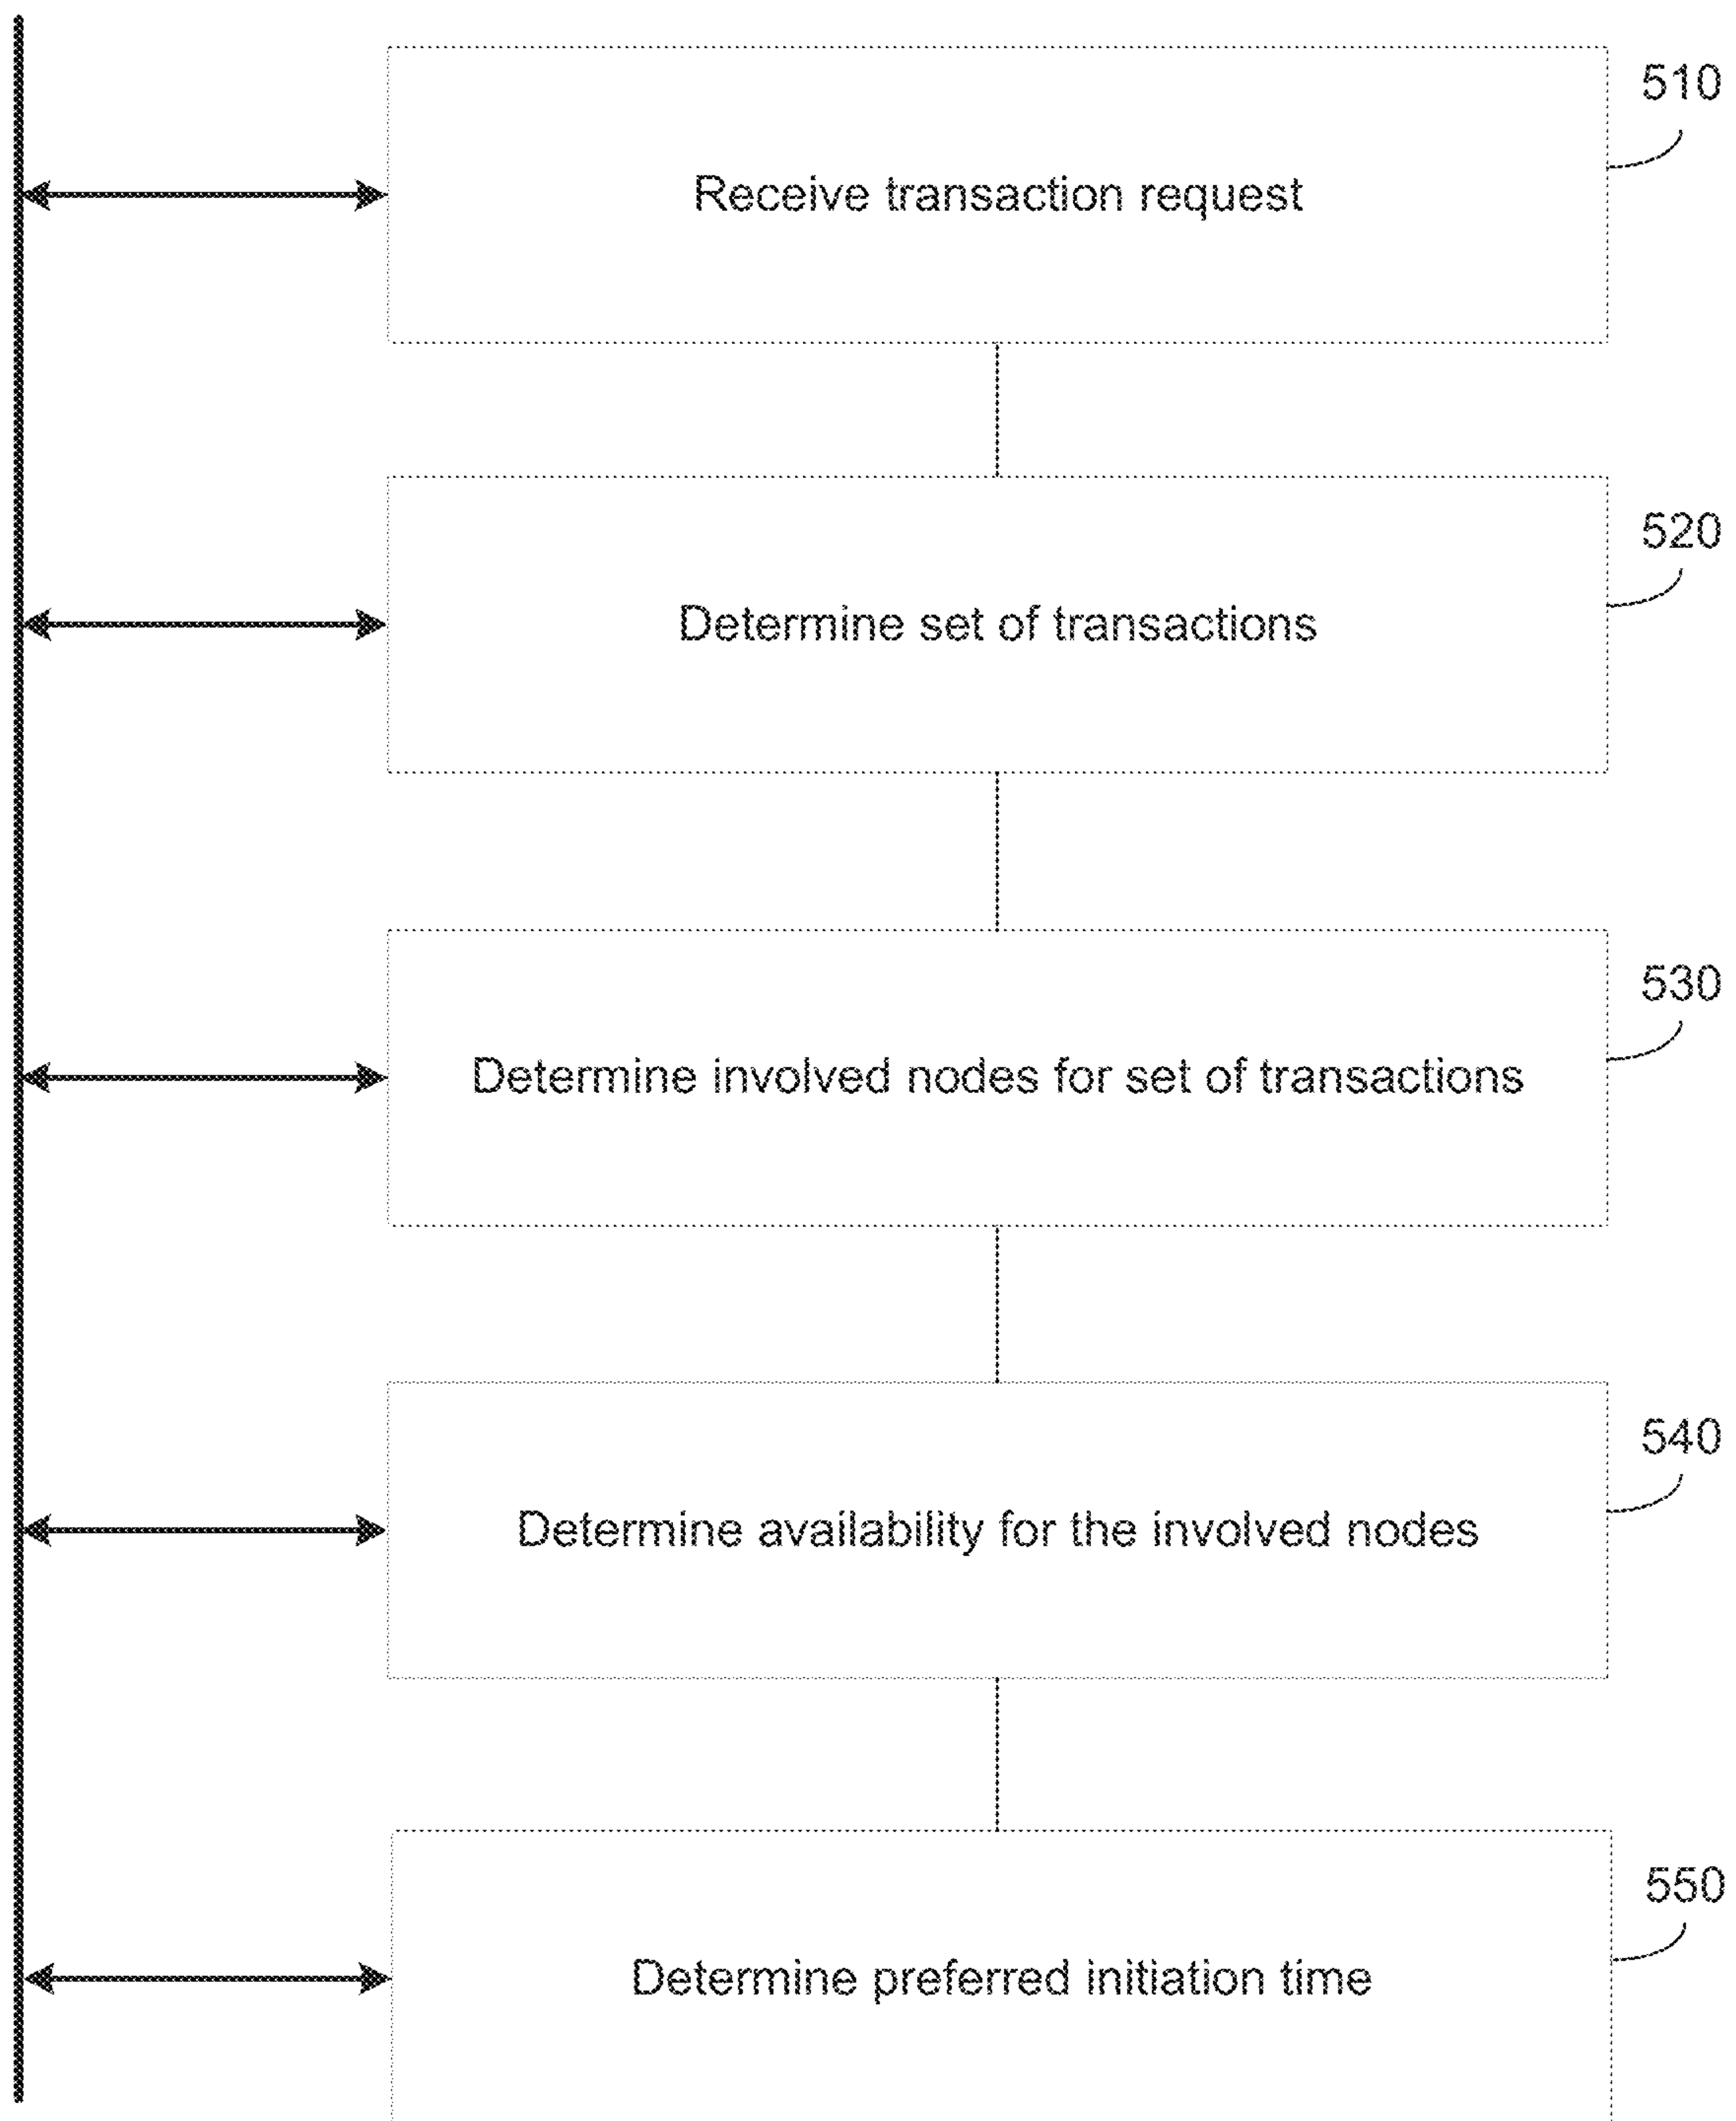 510
Receive transaction request
520
Determine set of transactions
530
Determine involved nodes for set of transactions
540
Determine availability for the involved nodes
550
Determine preferred initiation time